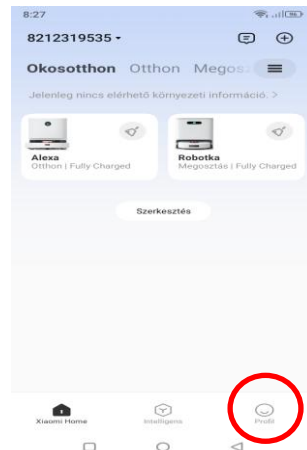 8:27
8212319535
Okosotthon Otthon Megos
Jelenleg nincs elérhető környezeti információ. >
Alexa
Otthon | Fully Charged
Robotka
Megosztás | Fully Charged
Szerkesztés
Xiaomi Home
Intelligens
Profil